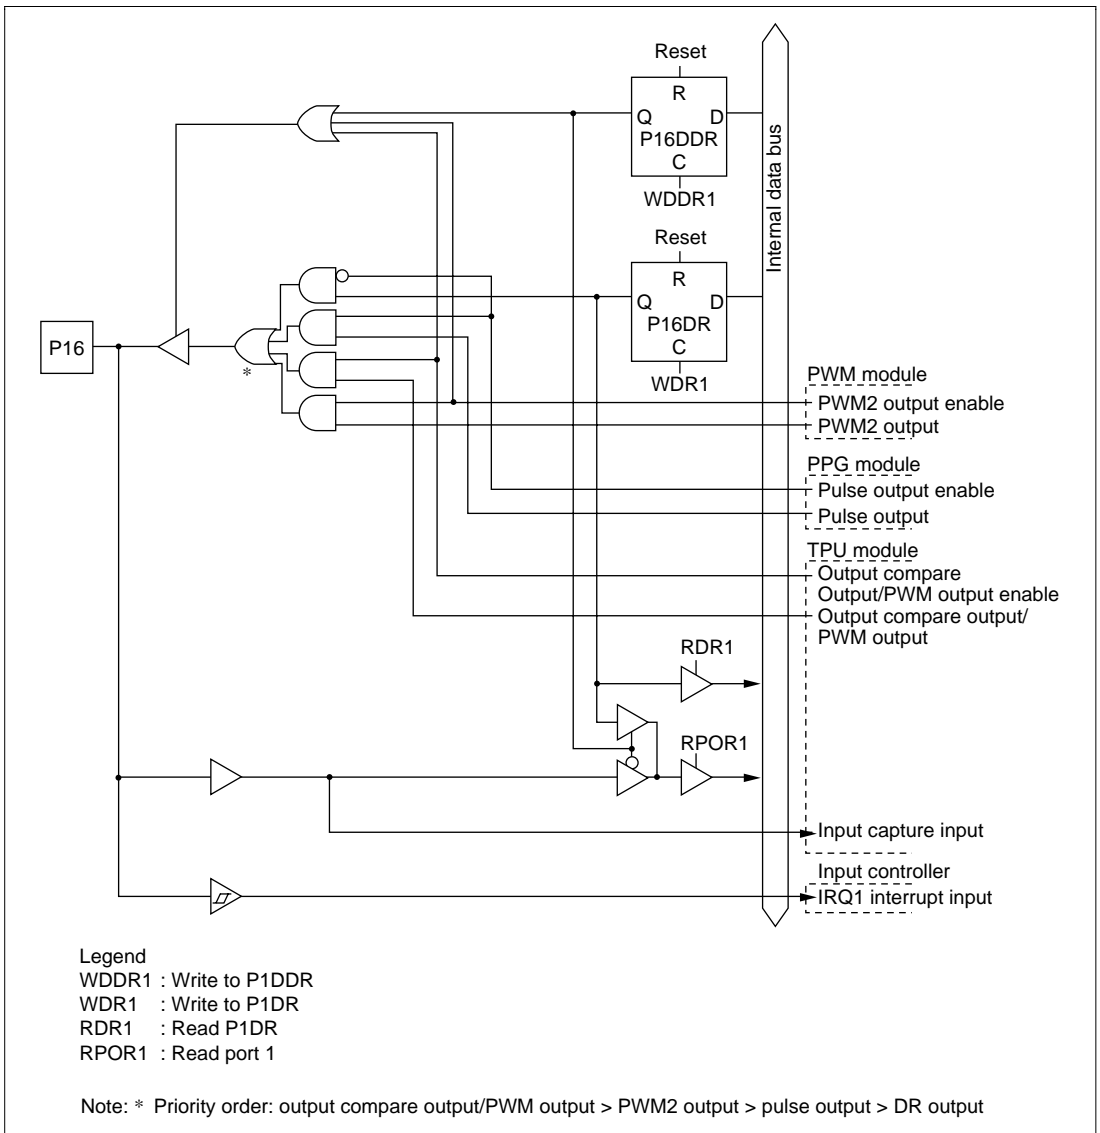 Reset
R
Q D
P16DDR
C
WDDR1
Internal data bus
Reset
R
Q D
P16DR
C
WDR1
P16
*
PWM module
PWM2 output enable
PWM2 output
PPG module
Pulse output enable
Pulse output
TPU module
Output compare
Output/PWM output enable
Output compare output/
PWM output
RDR1
RPOR1
Input capture input
Input controller
IRQ1 interrupt input
Legend
WDDR1 : Write to P1DDR
WDR1 : Write to P1DR
RDR1 : Read P1DR
RPOR1 : Read port 1
Note: * Priority order: output compare output/PWM output > PWM2 output > pulse output > DR output